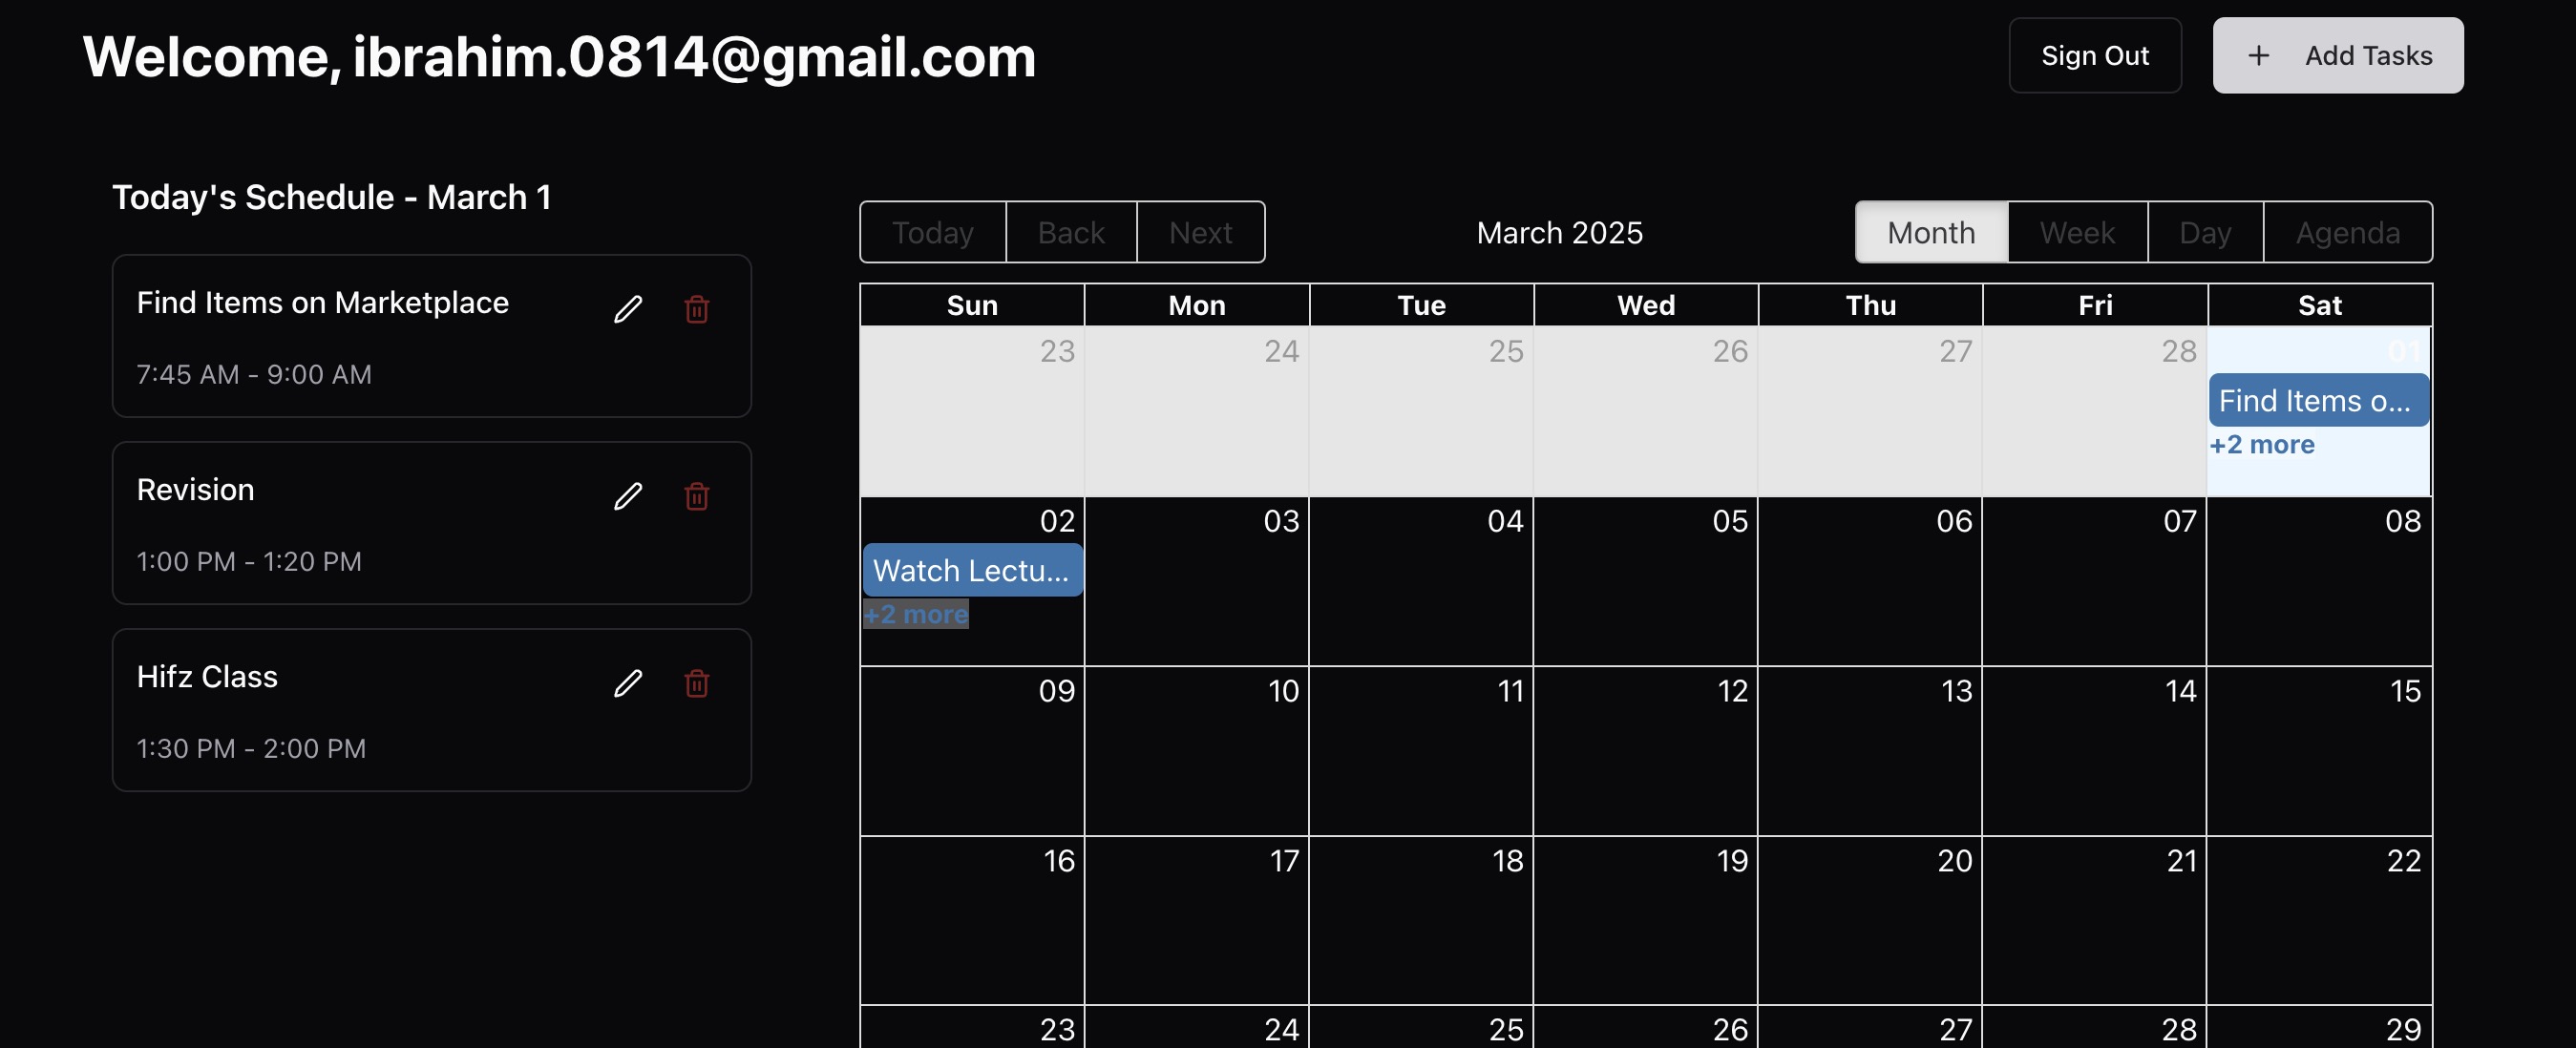 Welcome, ibrahim.0814@gmail.com
Sign Out
+ Add Tasks
Today's Schedule - March 1
Find Items on Marketplace
7:45 AM - 9:00 AM
Revision
1:00 PM - 1:20 PM
Hifz Class
1:30 PM - 2:00 PM
Today Back Next
March 2025
Month Week Day Agenda
Sun Mon Tue Wed Thu Fri Sat
23 24 25 26 27 28 01
Find Items o...
+2 more
02 03 04 05 06 07 08
Watch Lectu...
+2 more
09 10 11 12 13 14 15
16 17 18 19 20 21 22
23 24 25 26 27 28 29